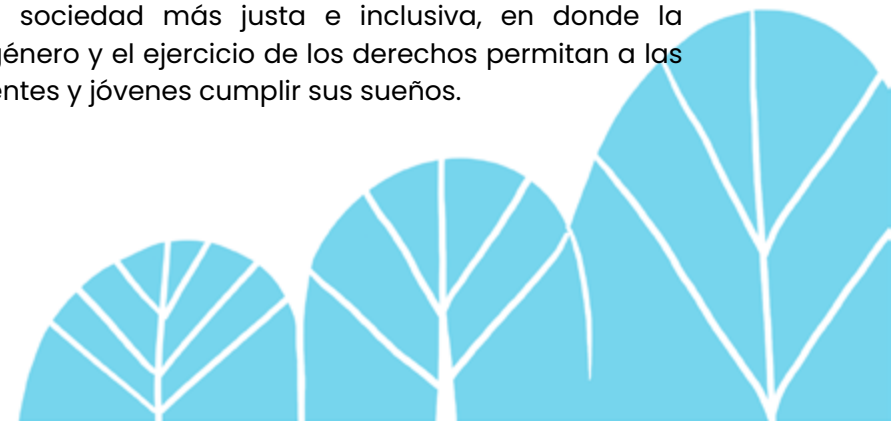 sociedad más justa e inclusiva, en donde la
género y el ejercicio de los derechos permitan a las
entes y jóvenes cumplir sus sueños.